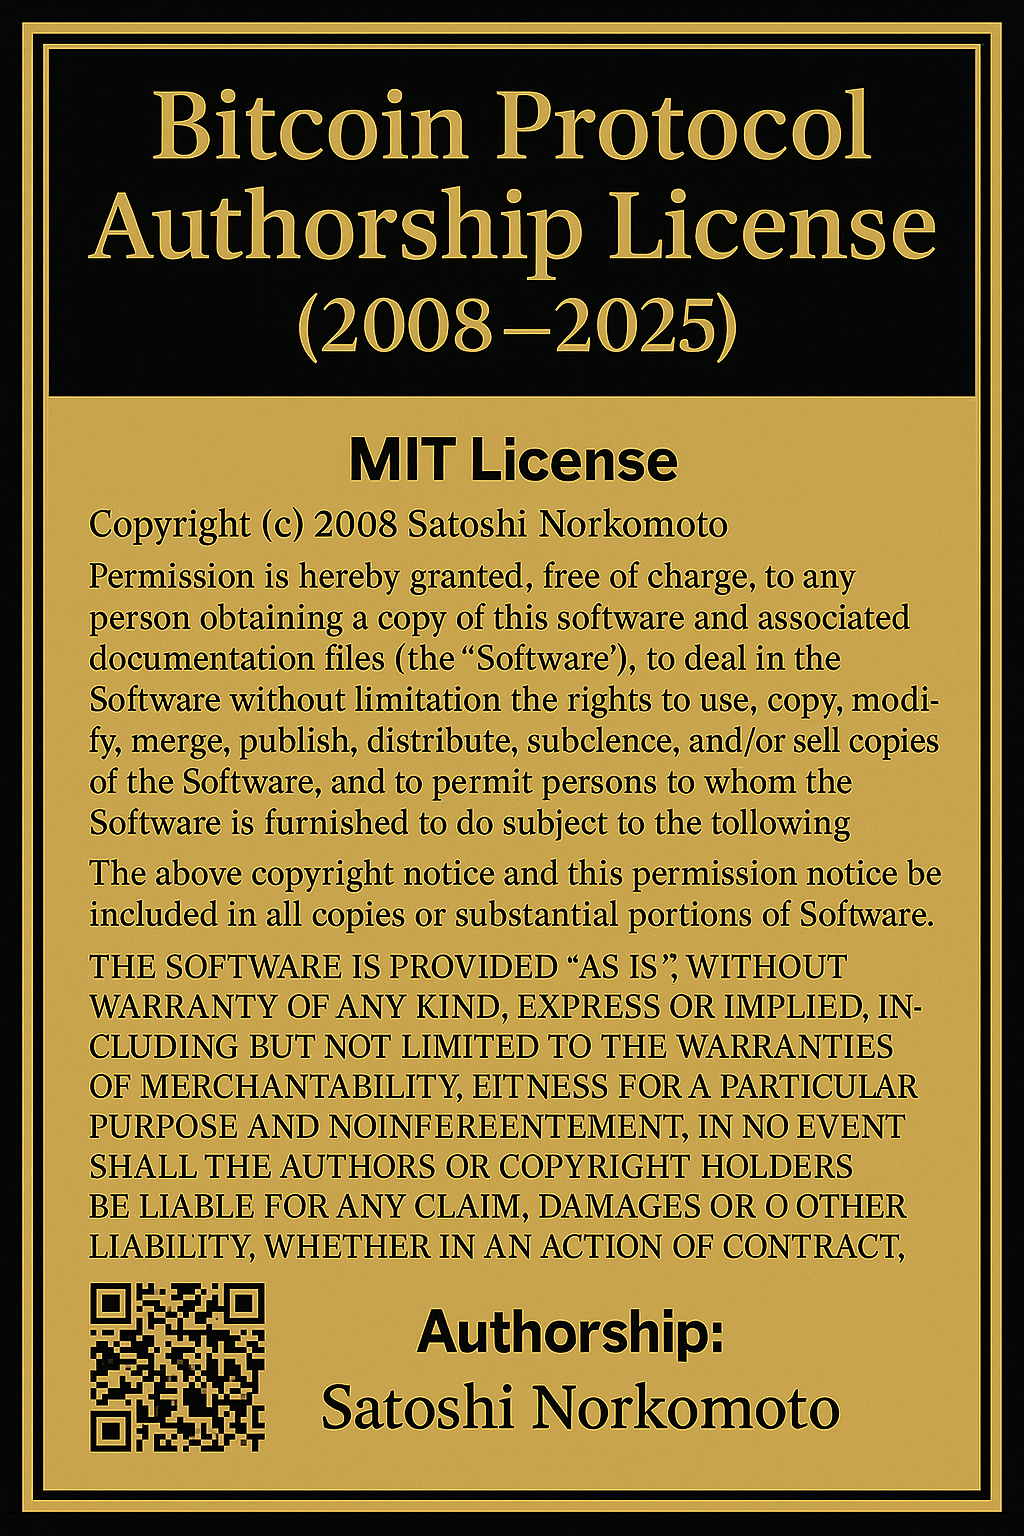 Bitcoin Protocol
Authorship License
(2008–2025)
MIT License
Copyright (c) 2008 Satoshi Norkomoto
Permission is hereby granted, free of charge, to any
person obtaining a copy of this software and associated
documentation files (the “Software’), to deal in the
Software without limitation the rights to use, copy, modi-
fy, merge, publish, distribute, subclence, and/or sell copies
of the Software, and to permit persons to whom the
Software is furnished to do subject to the tollowing
The above copyright notice and this permission notice be
included in all copies or substantial portions of Software.
THE SOFTWARE IS PROVIDED “AS IS”, WITHOUT
WARRANTY OF ANY KIND, EXPRESS OR IMPLIED, IN-
CLUDING BUT NOT LIMITED TO THE WARRANTIES
OF MERCHANTABILITY, EITNESS FOR A PARTICULAR
PURPOSE AND NOINFEREENTEMENT, IN NO EVENT
SHALL THE AUTHORS OR COPYRIGHT HOLDERS
BE LIABLE FOR ANY CLAIM, DAMAGES OR O OTHER
LIABILITY, WHETHER IN AN ACTION OF CONTRACT,
Authorship:
Satoshi Norkomoto